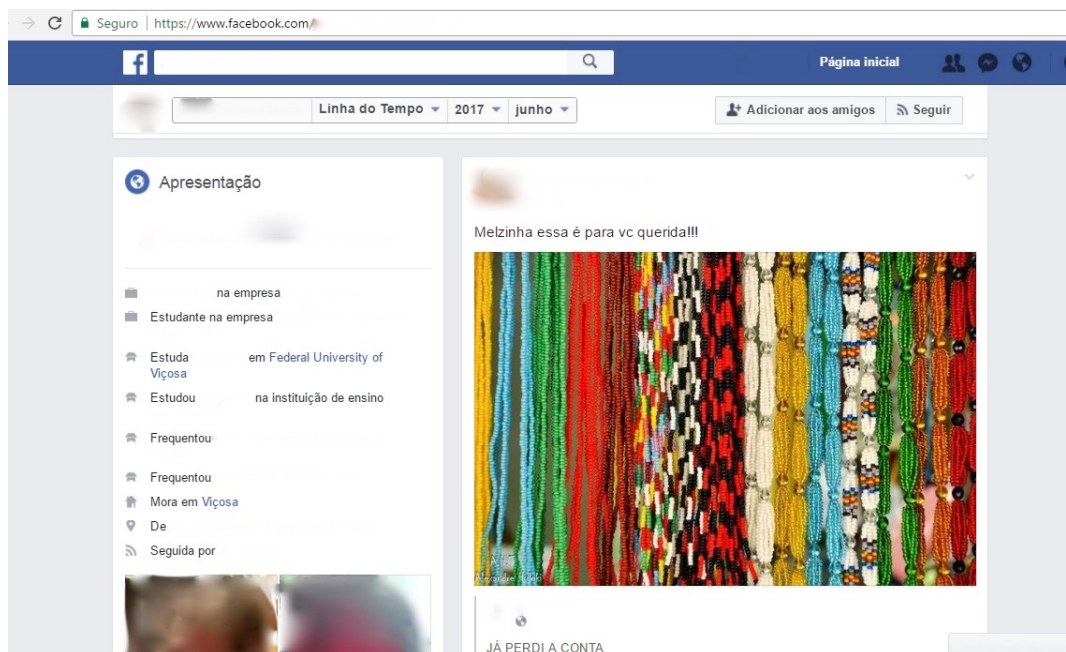 Seguro | https://www.facebook.com/
f
Página inicial
Linha do Tempo 2017 junho
Adicionar aos amigos Seguir
Apresentação
na empresa
Estudante na empresa
Estuda em Federal University of
Viçosa
Estudou na instituição de ensino
Frequentou
Frequentou
Mora em Viçosa
De
Seguida por
Melzinha essa é para vc querida!!!
JÁ PERDI A CONTA